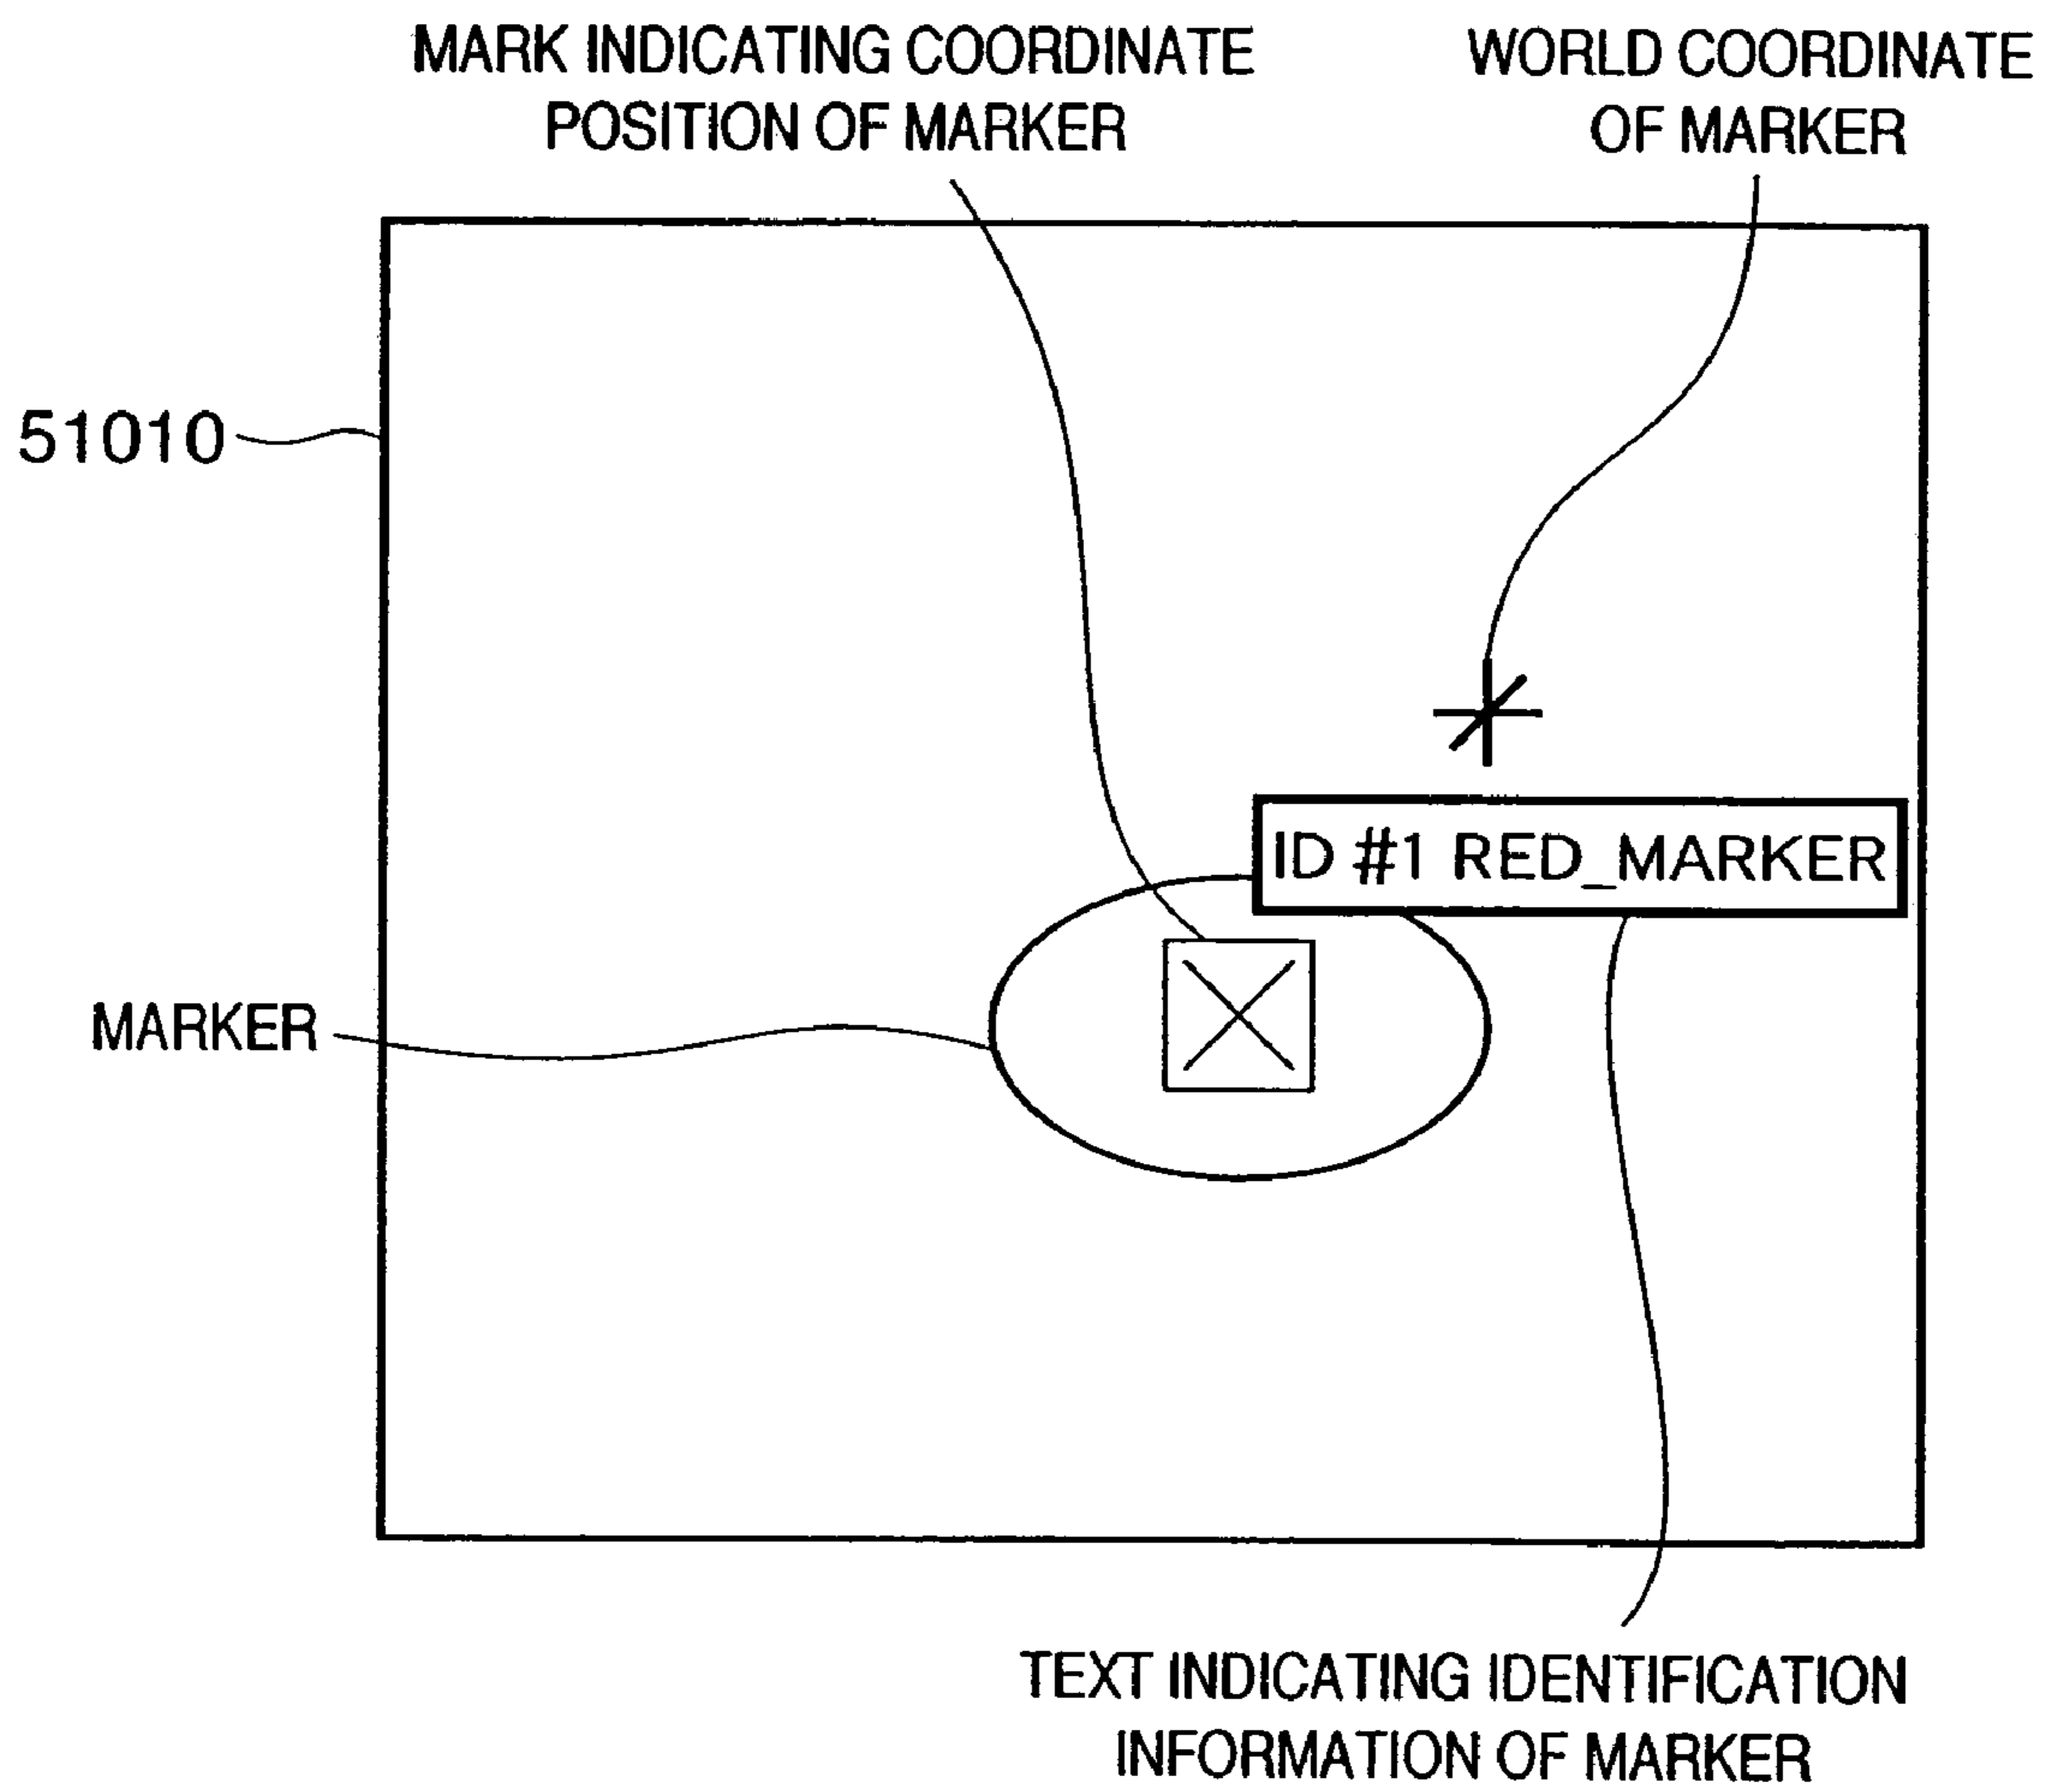 MARK INDICATING COORDINATE
POSITION OF MARKER
WORLD COORDINATE
OF MARKER
51010
ID #1 RED_MARKER
MARKER
TEXT INDICATING IDENTIFICATION
INFORMATION OF MARKER